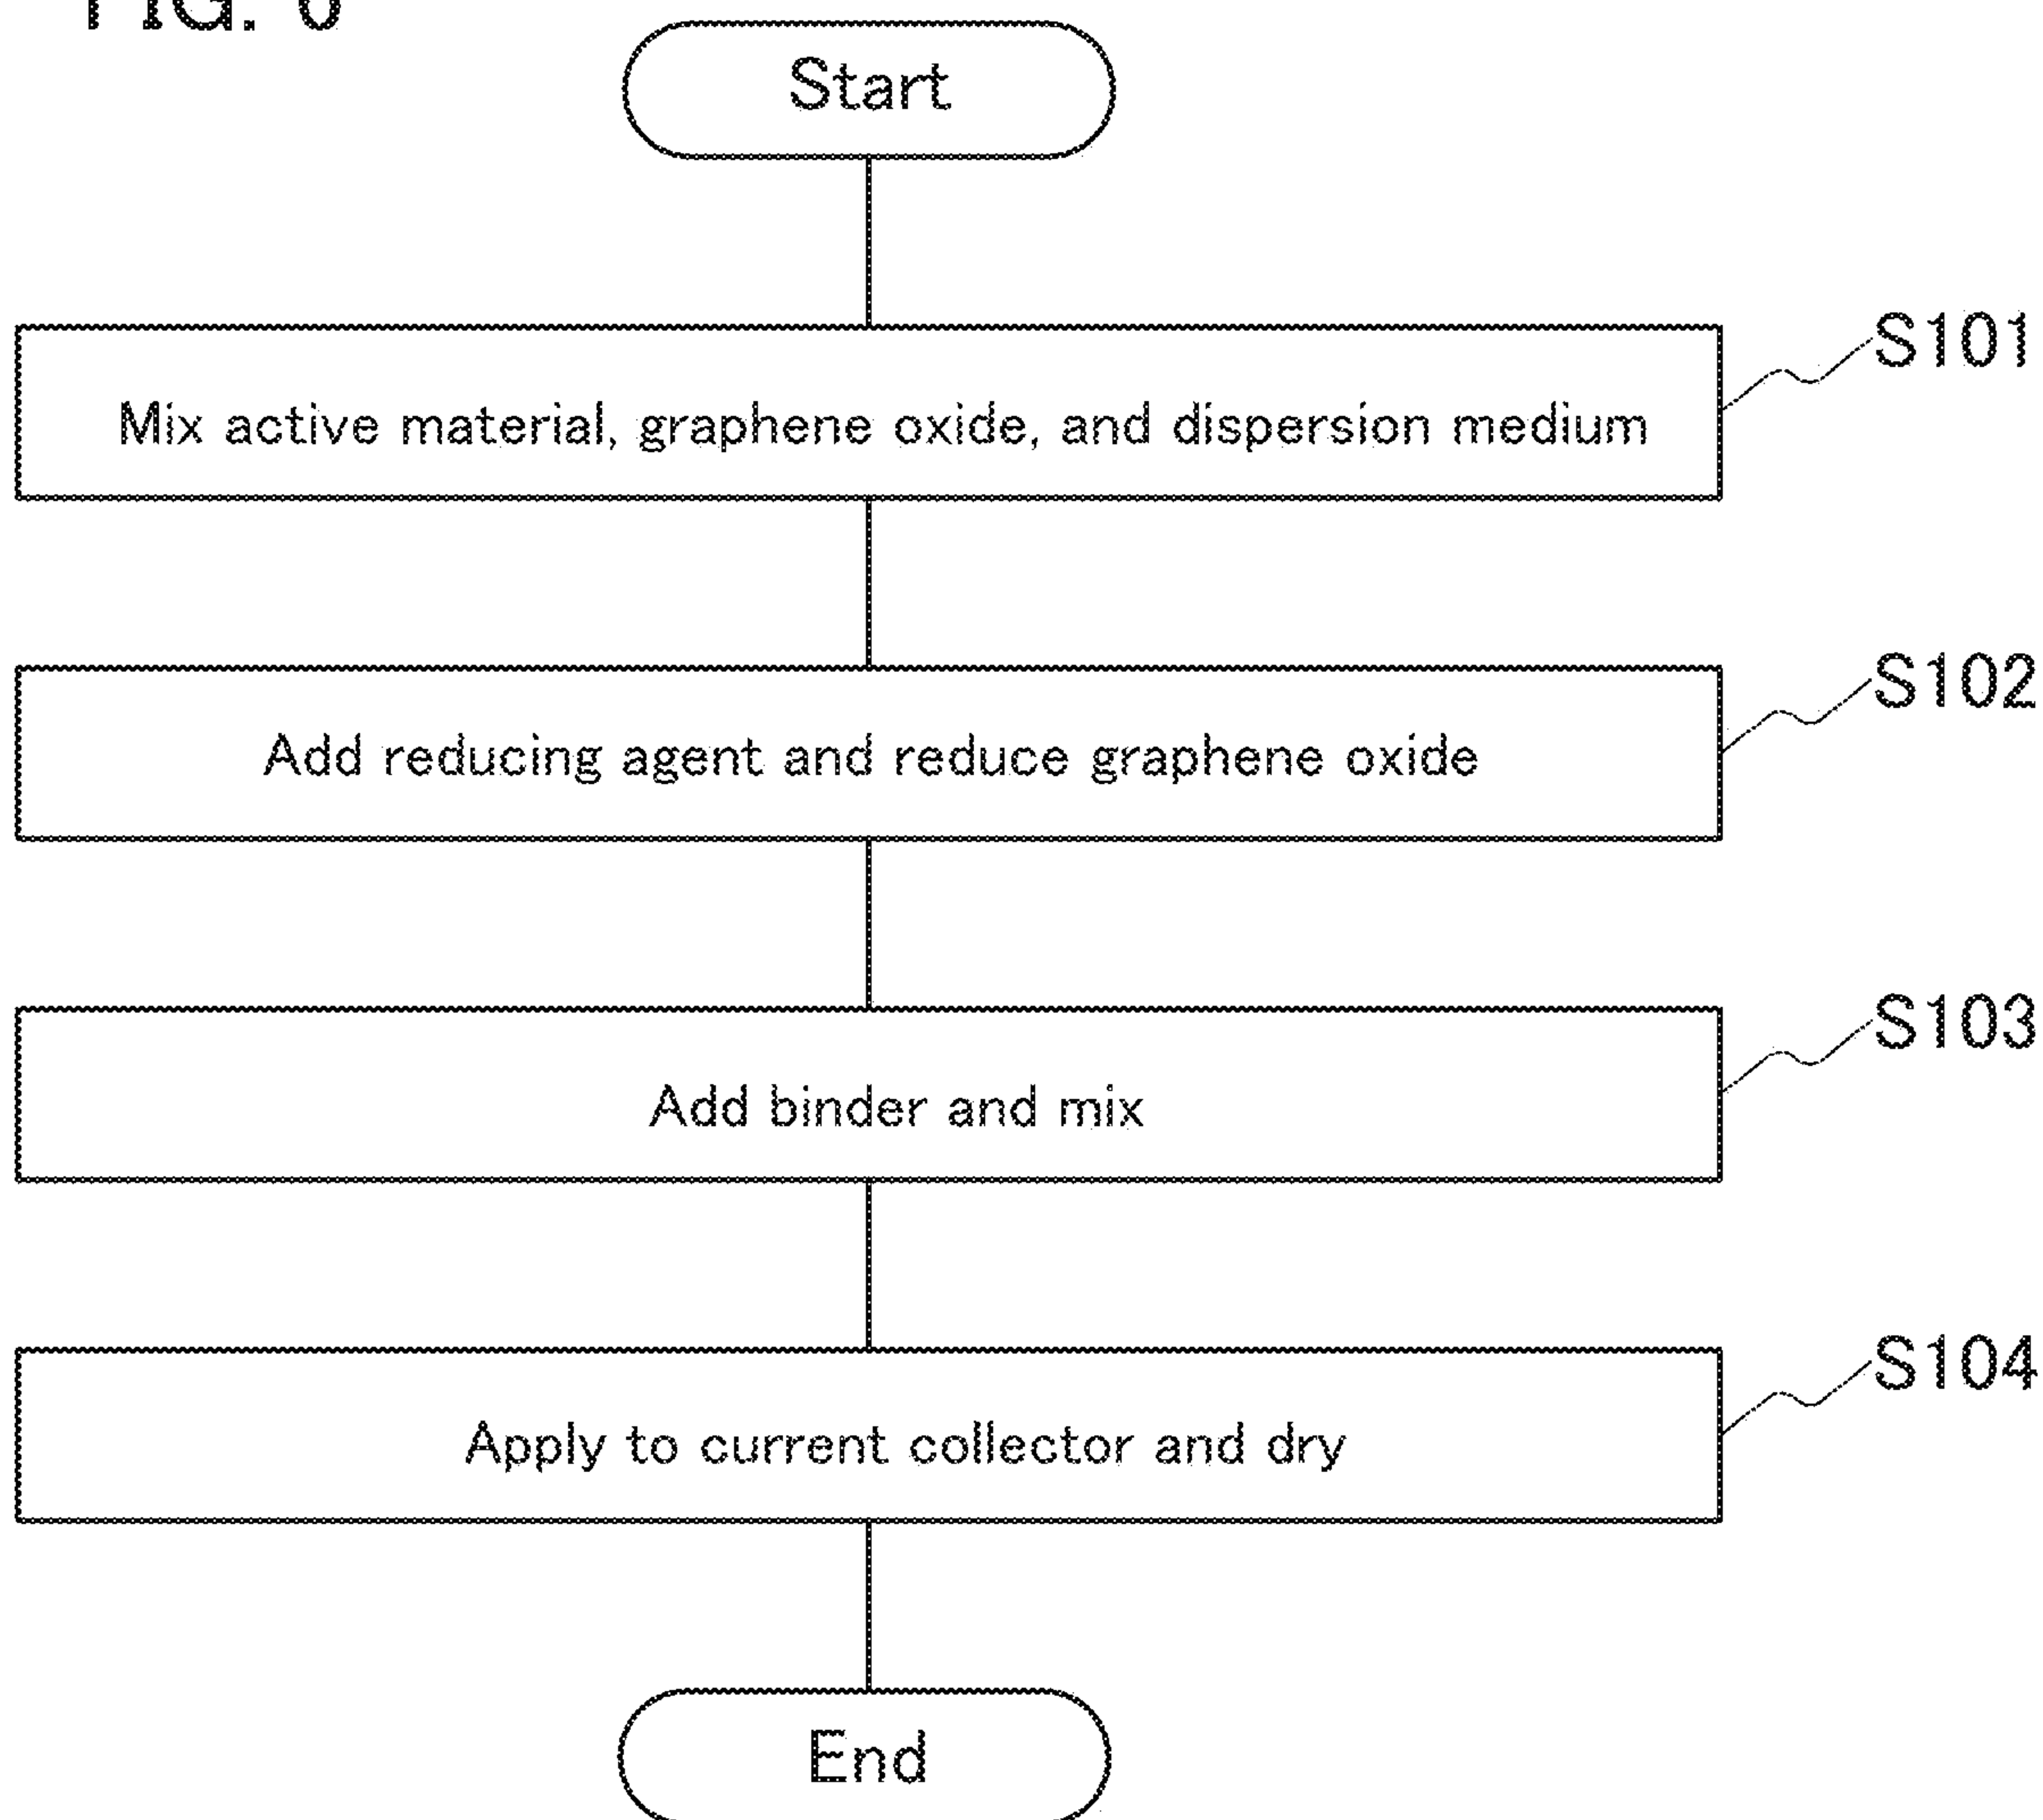 Start
S101
Mix active material, graphene oxide, and dispersion medium
S102
Add reducing agent and reduce graphene oxide
S103
Add binder and mix
S104
Apply to current collector and dry
End